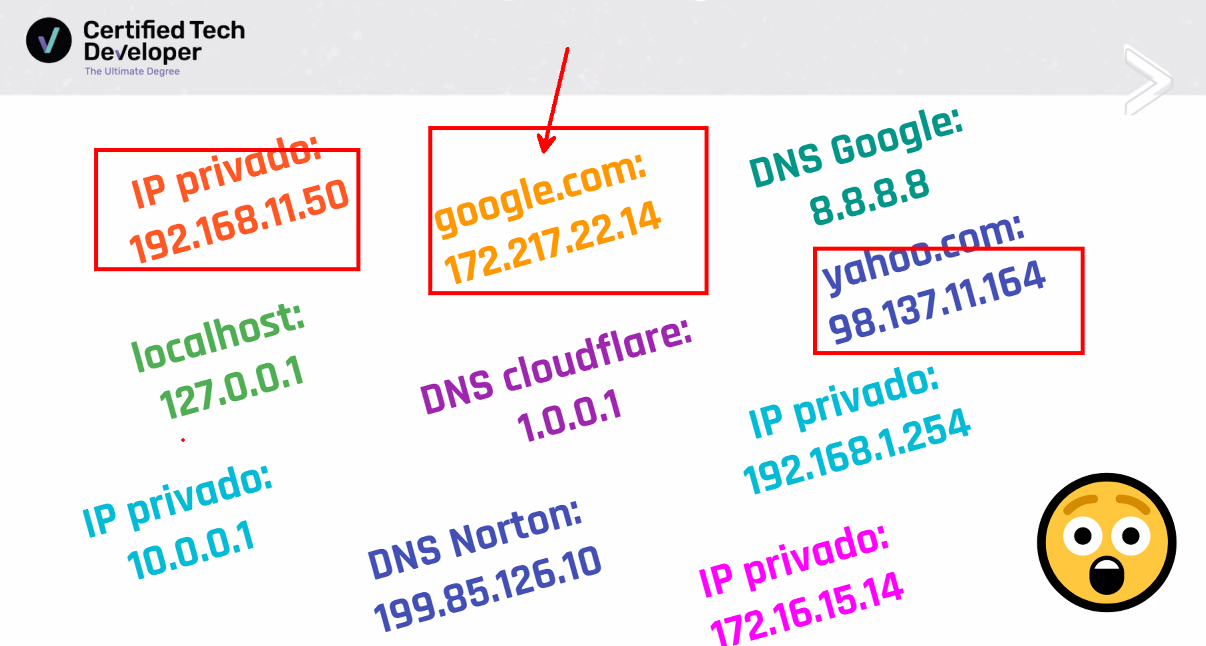 Certified Tech
Developer
The Ultimate Degree
IP privado:
192.168.11.50
google.com:
172.217.22.14
DNS Google:
8.8.8.8
yahoo.com:
98.137.11.164
localhost:
127.0.0.1
DNS cloudflare:
1.0.0.1
IP privado:
192.168.1.254
IP privado:
10.0.0.1
DNS Norton:
199.85.126.10
IP privado:
172.16.15.14